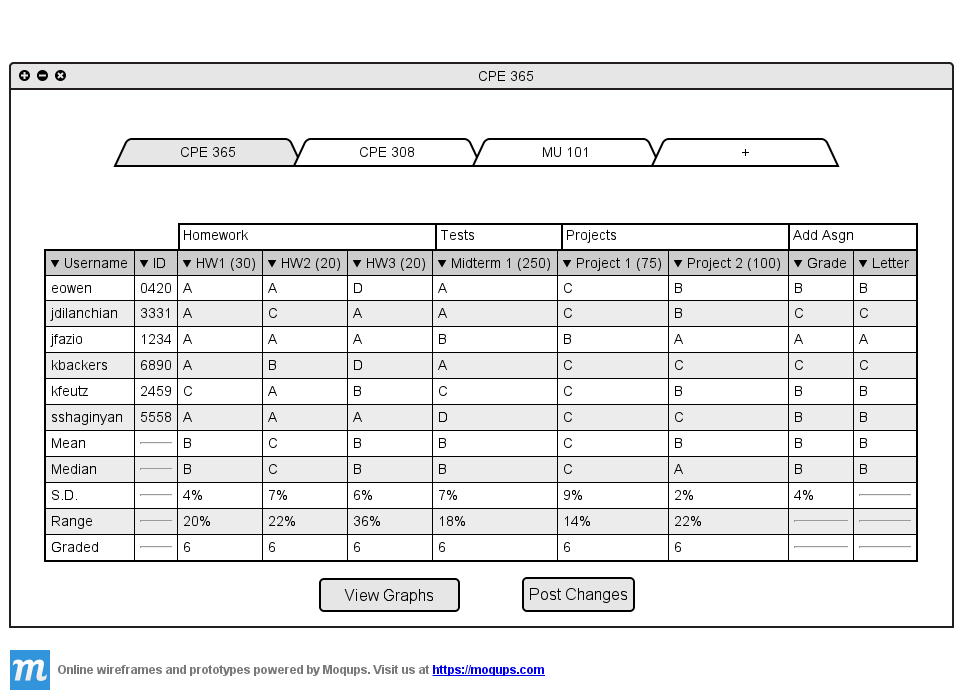 CPE 365
CPE 365 CPE 308 MU 101 +
Homework Tests Projects Add Asgn
▼ Username ▼ ID ▼ HW1 (30) ▼ HW2 (20) ▼ HW3 (20) ▼ Midterm 1 (250) ▼ Project 1 (75) ▼ Project 2 (100) ▼ Grade ▼ Letter
eowen 0420 A A D A C B B B
jdilanchian 3331 A C A A C B C C
jfazio 1234 A A A B B A A A
kbackers 6890 A B D A C C C C
kfeutz 2459 C A B C C B B B
sshaginyan 5558 A A A D C C B B
Mean B C B B C B B B
Median B C B B C A B B
S.D. 4% 7% 6% 7% 9% 2% 4%
Range 20% 22% 36% 18% 14% 22%
Graded 6 6 6 6 6 6
View Graphs Post Changes
m Online wireframes and prototypes powered by Moqups. Visit us at https://moqups.com